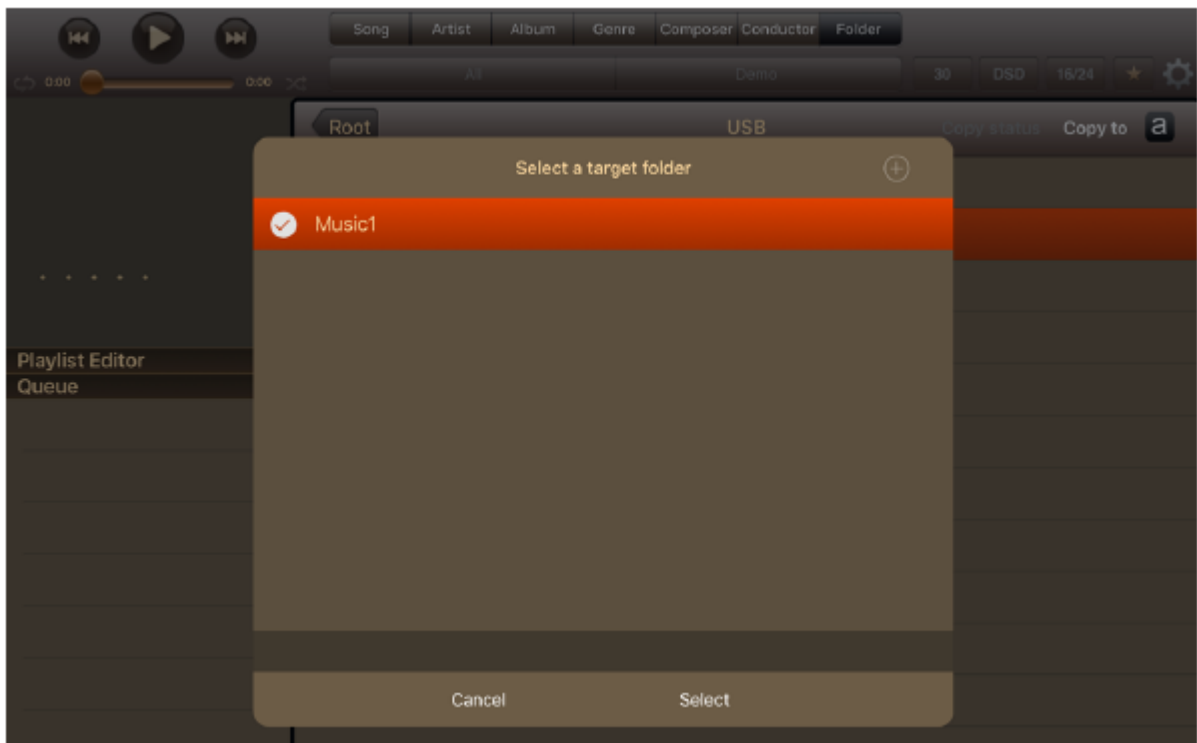 Song Artist Album Genre Composer Conductor Folder
0:00 0:00 All Demo 30 DSD 16/24
Root USB Copy status Copy to a
Select a target folder
Music1
Playlist Editor
Queue
Cancel Select